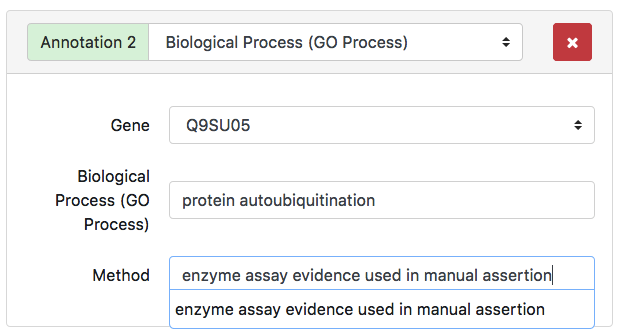 Annotation 2 Biological Process (GO Process)
Gene Q9SU05
Biological
Process (GO protein autoubiquitination
Process)
Method enzyme assay evidence used in manual assertion
enzyme assay evidence used in manual assertion